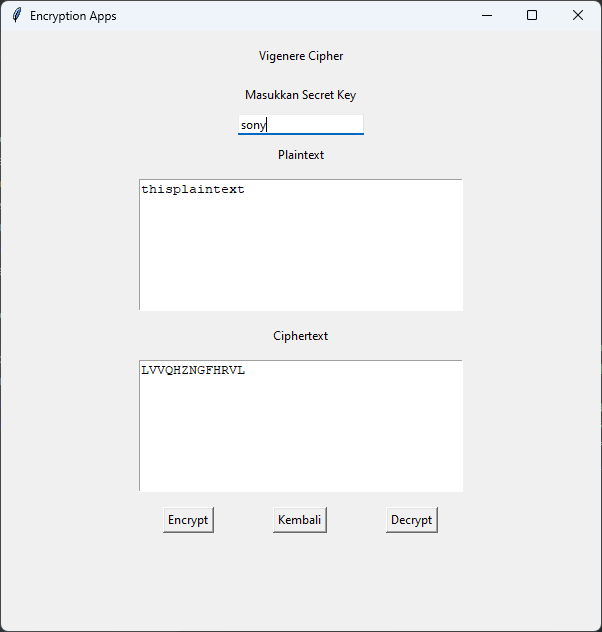 Encryption Apps
Vigenere Cipher
Masukkan Secret Key
sony
Plaintext
thisplaintext
Ciphertext
LVVQHZNGFHRVL
Encrypt
Kembali
Decrypt